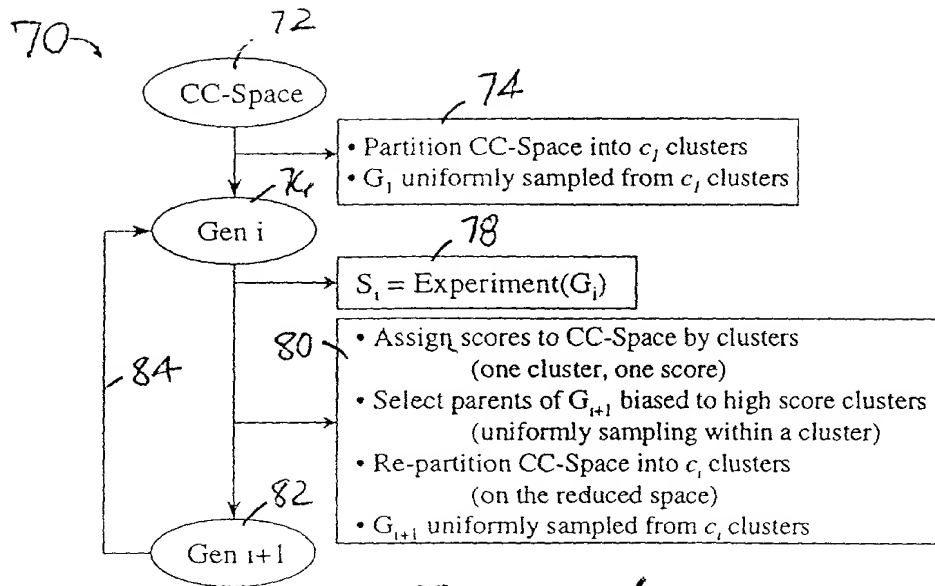 70
72
CC-Space
74
• Partition CC-Space into c₁ clusters
• G₁ uniformly sampled from c₁ clusters
76
Gen i
78
Sᵢ = Experiment(Gᵢ)
80
• Assign scores to CC-Space by clusters
(one cluster, one score)
• Select parents of Gᵢ₊₁ biased to high score clusters
(uniformly sampling within a cluster)
• Re-partition CC-Space into cᵢ clusters
(on the reduced space)
• Gᵢ₊₁ uniformly sampled from cᵢ clusters
84
82
Gen i+1